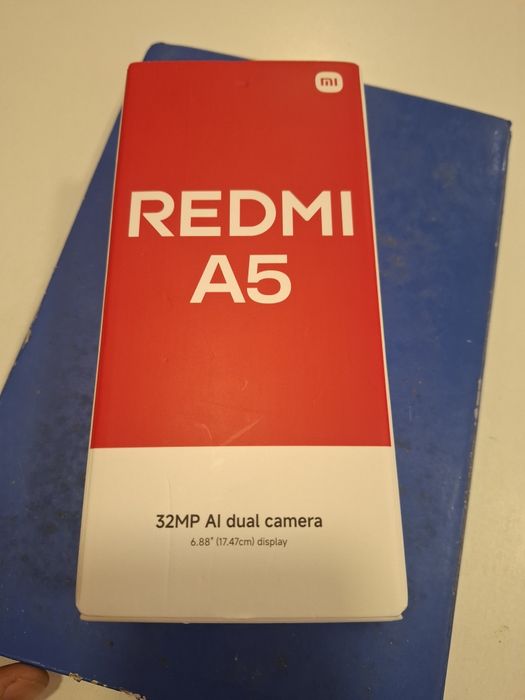 mi
REDMI
A5
32MP AI dual camera
6.88" (17.47cm) display